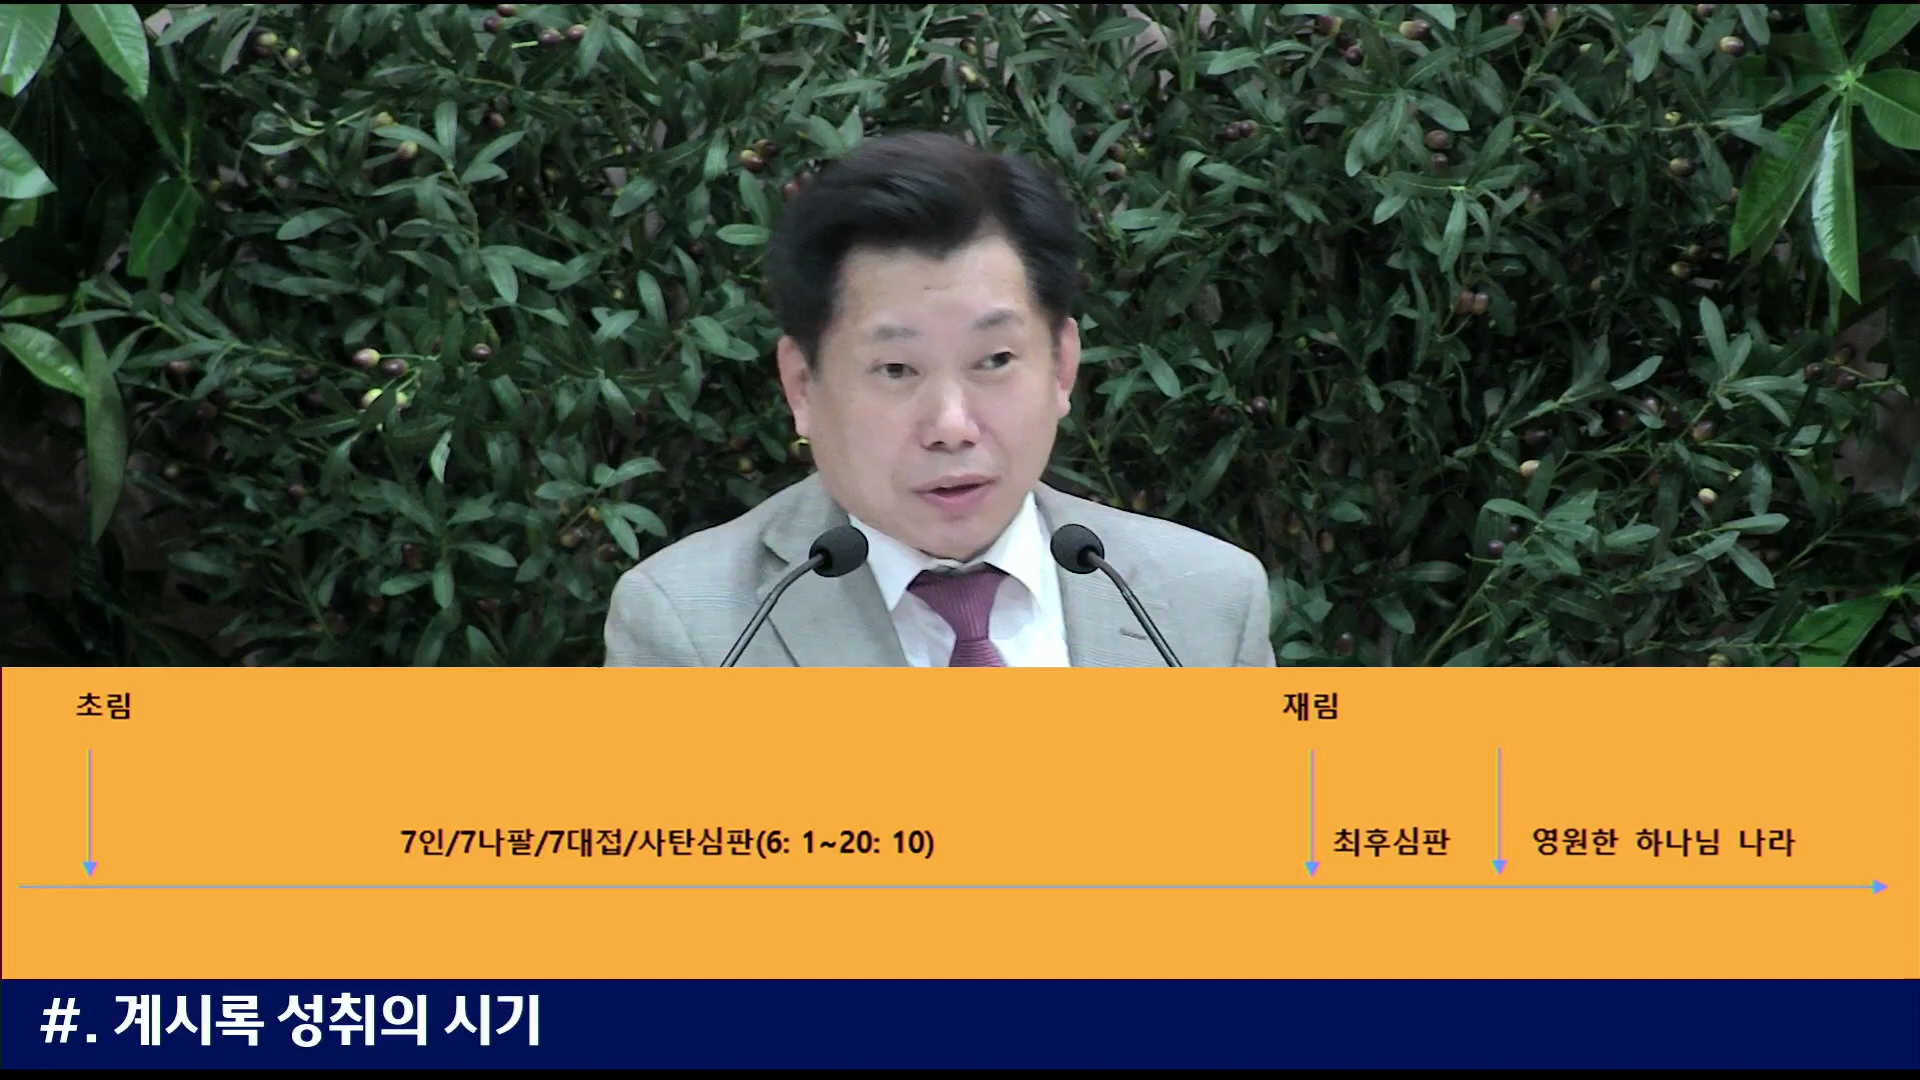 초림 재림
7인/7나팔/7대접/사탄심판(6: 1~20: 10) 최후심판 영원한 하나님 나라
#. 계시록 성취의 시기